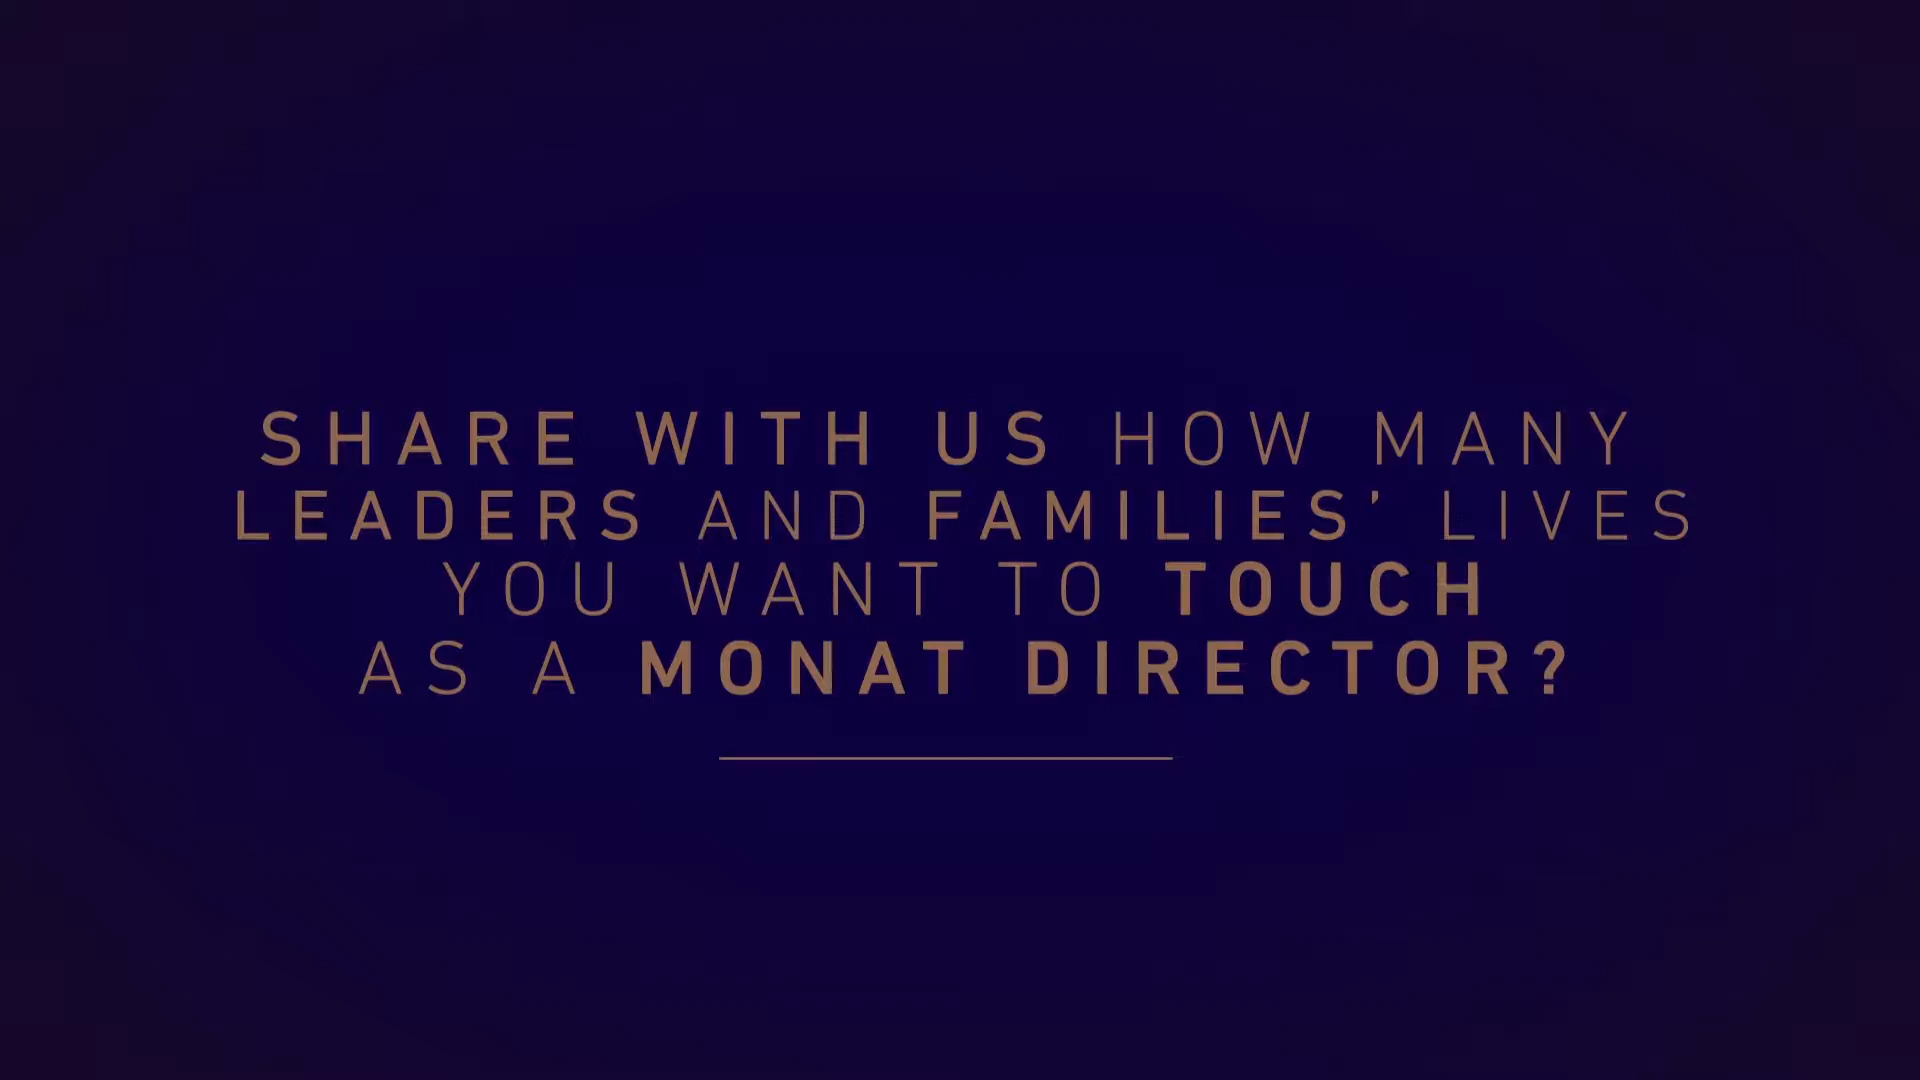 SHARE WITH US HOW MANY
LEADERS AND FAMILIES’ LIVES
YOU WANT TO TOUCH
AS A MONAT DIRECTOR?